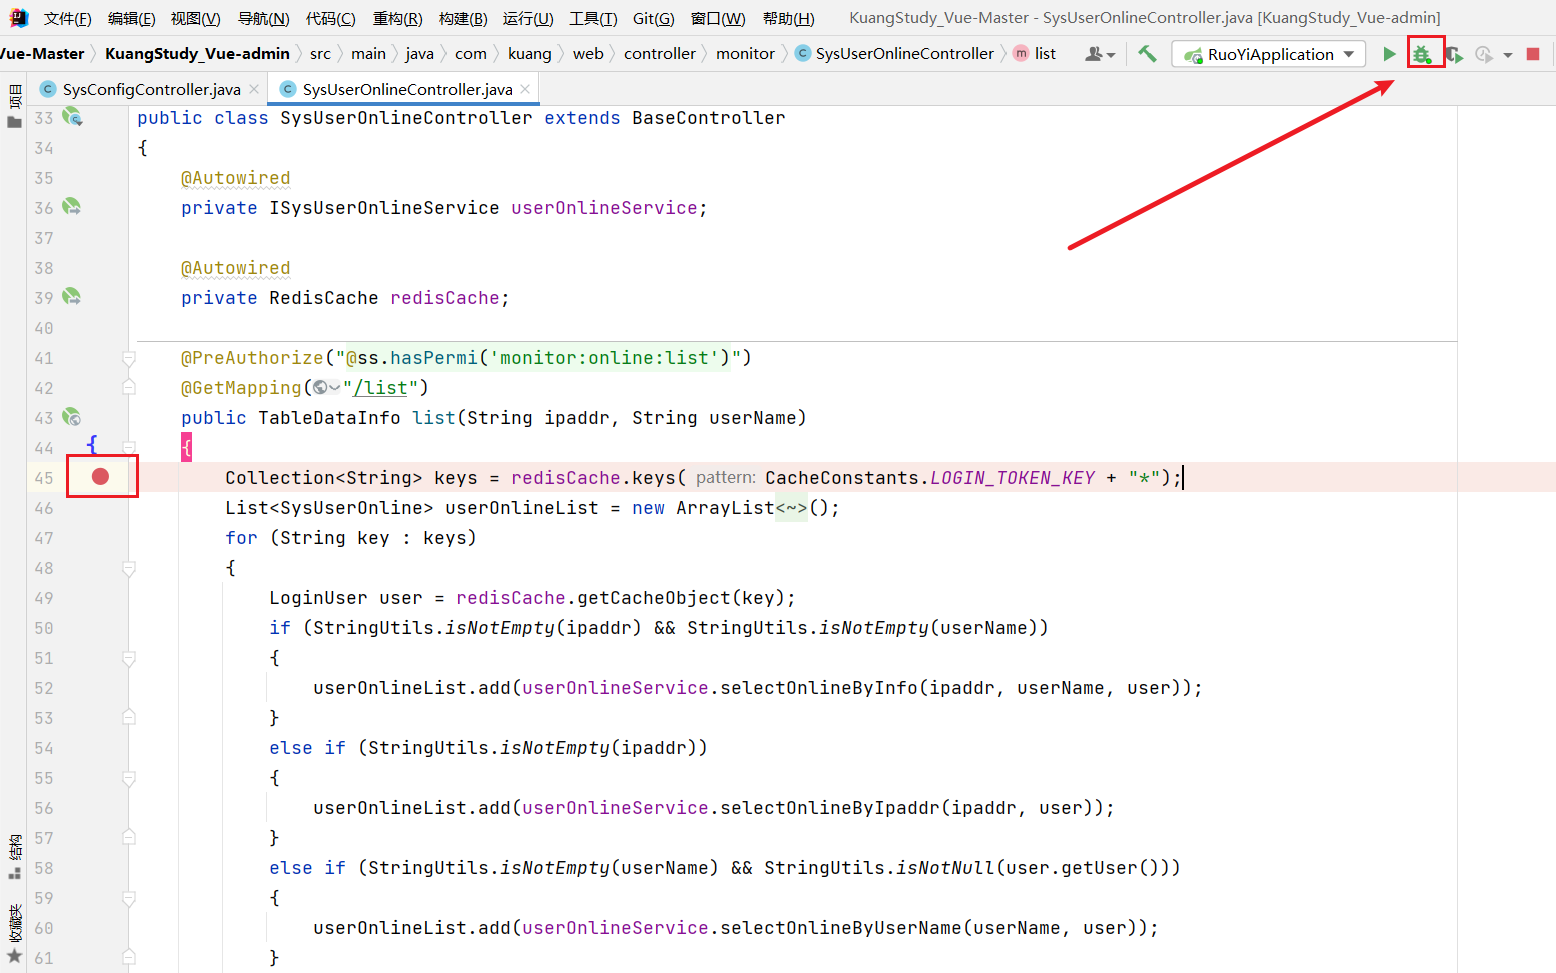 文件(F) 编辑(E) 视图(V) 导航(N) 代码(C) 重构(R) 构建(B) 运行(U) 工具(T) Git(G) 窗口(W) 帮助(H) KuangStudy_Vue-Master - SysUserOnlineController.java [KuangStudy_Vue-admin]
Vue-Master KuangStudy_Vue-admin src main java com kuang web controller monitor SysUserOnlineController list RuoYiApplication
SysConfigController.java SysUserOnlineController.java
项目
33 public class SysUserOnlineController extends BaseController
34 {
35 @Autowired
36 private ISysUserOnlineService userOnlineService;
37
38 @Autowired
39 private RedisCache redisCache;
40
41 @PreAuthorize("@ss.hasPermi('monitor:online:list')")
42 @GetMapping("/list")
43 public TableDataInfo list(String ipaddr, String userName)
44 { {
45 Collection<String> keys = redisCache.keys( pattern: CacheConstants.LOGIN_TOKEN_KEY + "*");
46 List<SysUserOnline> userOnlineList = new ArrayList<~>();
47 for (String key : keys)
48 {
49 LoginUser user = redisCache.getCacheObject(key);
50 if (StringUtils.isNotEmpty(ipaddr) && StringUtils.isNotEmpty(userName))
51 {
52 userOnlineList.add(userOnlineService.selectOnlineByInfo(ipaddr, userName, user));
53 }
54 else if (StringUtils.isNotEmpty(ipaddr))
55 {
56 userOnlineList.add(userOnlineService.selectOnlineByIpaddr(ipaddr, user));
57 }
58 else if (StringUtils.isNotEmpty(userName) && StringUtils.isNotNull(user.getUser()))
59 {
60 userOnlineList.add(userOnlineService.selectOnlineByUserName(userName, user));
61 }
结构
收藏夹